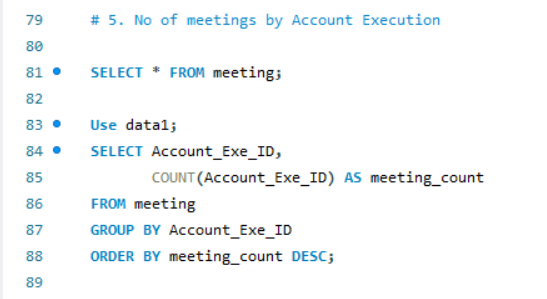 79 # 5. No of meetings by Account Execution
80
81 SELECT * FROM meeting;
82
83 Use data1;
84 SELECT Account_Exe_ID,
85 COUNT(Account_Exe_ID) AS meeting_count
86 FROM meeting
87 GROUP BY Account_Exe_ID
88 ORDER BY meeting_count DESC;
89